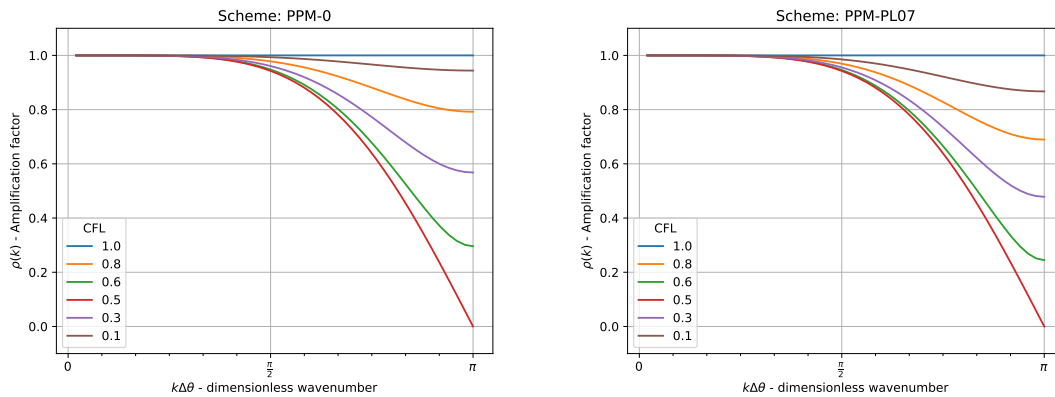 Scheme: PPM-0
ρ(k) - Amplification factor
1.0
0.8
0.6
0.4
0.2
0.0
CFL
1.0
0.8
0.6
0.5
0.3
0.1
0
π/2
π
kΔθ - dimensionless wavenumber
Scheme: PPM-PL07
ρ(k) - Amplification factor
1.0
0.8
0.6
0.4
0.2
0.0
CFL
1.0
0.8
0.6
0.5
0.3
0.1
0
π/2
π
kΔθ - dimensionless wavenumber